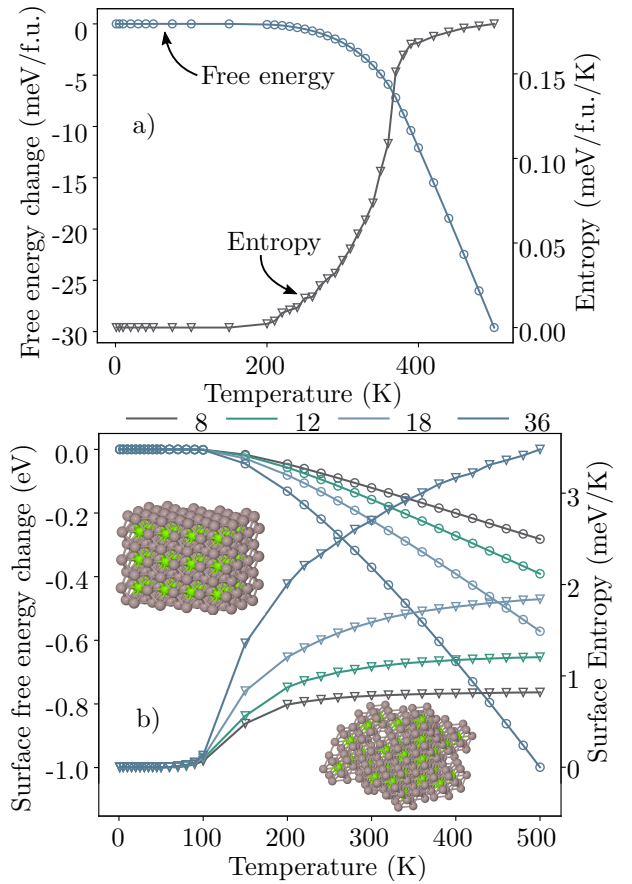 Free energy change (meV/f.u.)
0
-5
-10
-15
-20
-25
-30
Free energy
a)
Entropy
0.15
0.10
0.05
0.00
Entropy (meV/f.u./K)
0
200
400
Temperature (K)
8 12 18 36
Surface free energy change (eV)
0.0
-0.2
-0.4
-0.6
-0.8
-1.0
b)
3
2
1
0
Surface Entropy (meV/K)
0 100 200 300 400 500
Temperature (K)